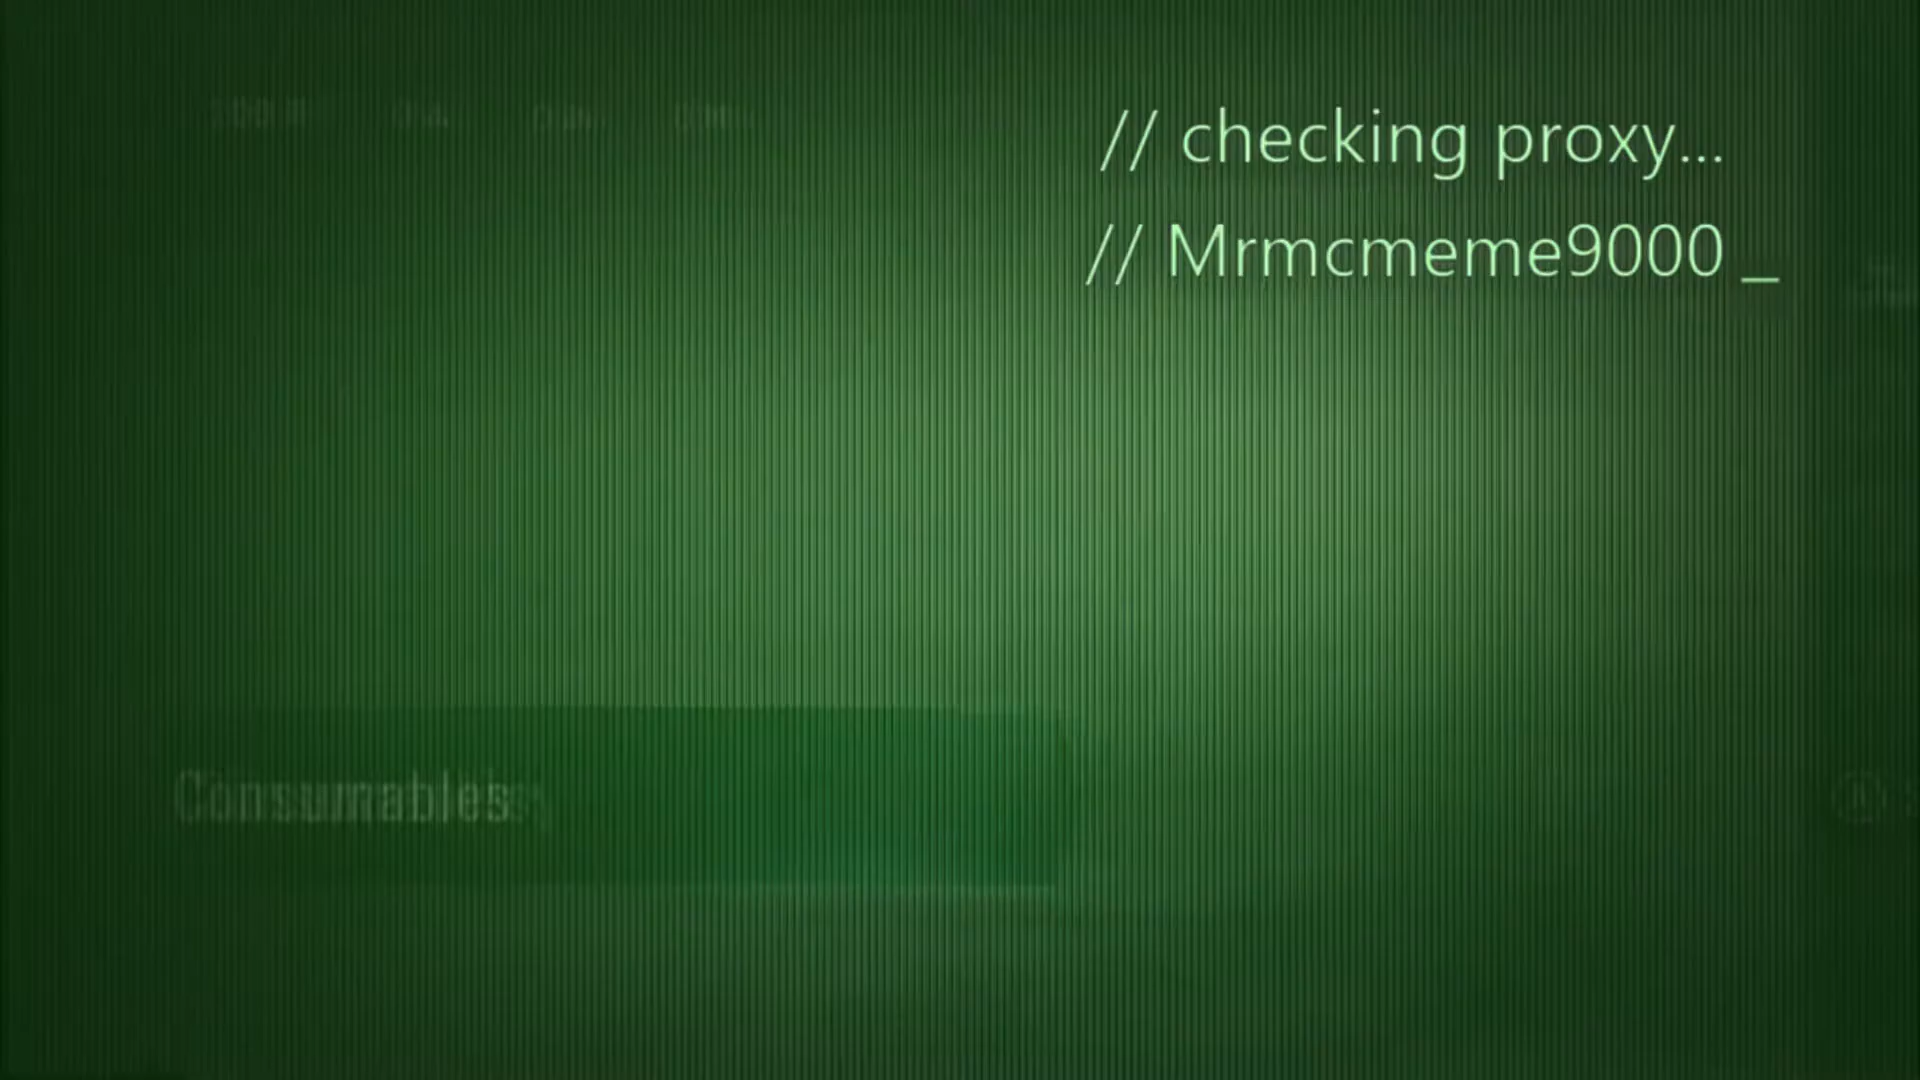 // checking proxy...
// Mrmcmeme9000 _
Consumables